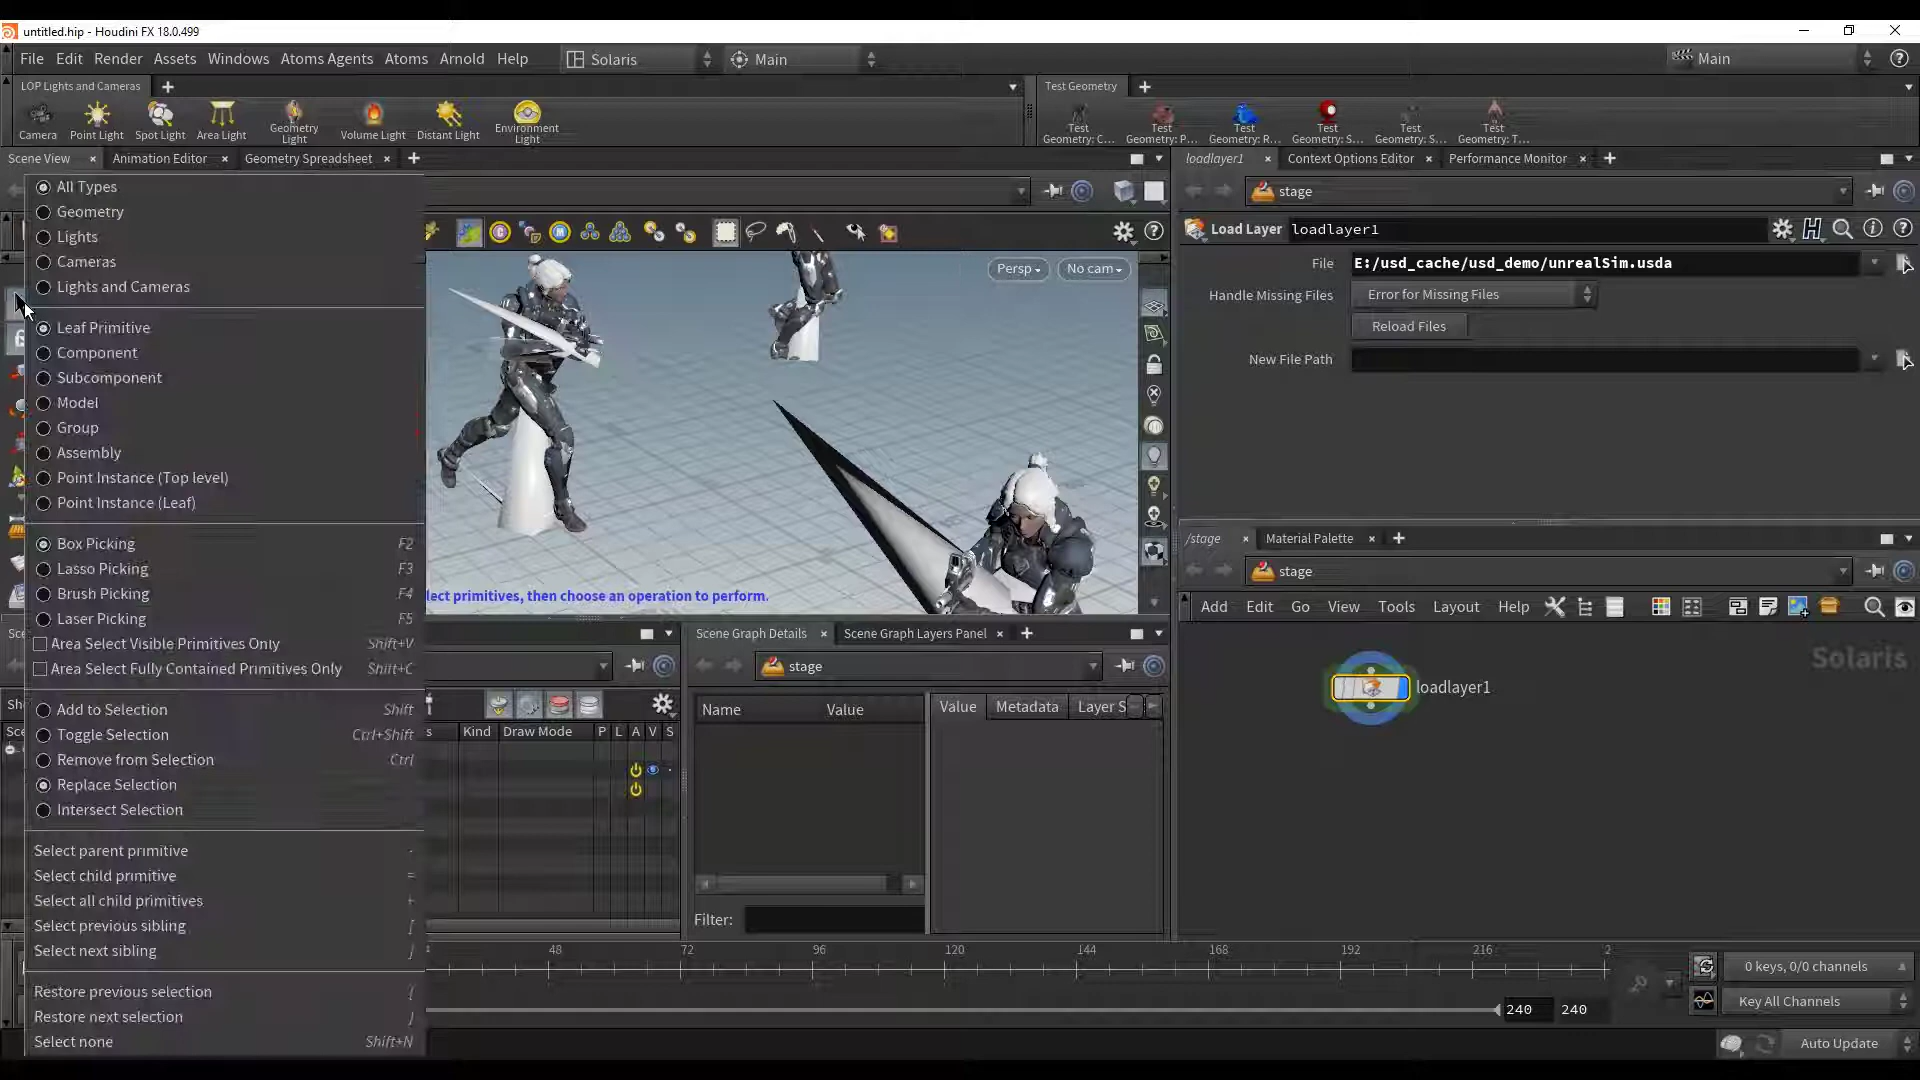 untitled.hip - Houdini FX 18.0.499
File Edit Render Assets Windows Atoms Agents Atoms Arnold Help Solaris Main Main
LOP Lights and Cameras
Test Geometry
Camera Point Light Spot Light Area Light Geometry Light Volume Light Distant Light Environment Light
Test Geometry: C... Test Geometry: P... Test Geometry: R... Test Geometry: S... Test Geometry: S... Test Geometry: T...
Scene View Animation Editor Geometry Spreadsheet
loadlayer1 Context Options Editor Performance Monitor
stage
All Types
Geometry
Lights
Cameras
Lights and Cameras
Leaf Primitive
Component
Subcomponent
Model
Group
Assembly
Point Instance (Top level)
Point Instance (Leaf)
Box Picking F2
Lasso Picking F3
Brush Picking F4
Laser Picking F5
Area Select Visible Primitives Only Shift+V
Area Select Fully Contained Primitives Only Shift+C
Add to Selection Shift
Toggle Selection Ctrl+Shift
Remove from Selection Ctrl
Replace Selection
Intersect Selection
Select parent primitive -
Select child primitive =
Select all child primitives +
Select previous sibling [
Select next sibling ]
Restore previous selection {
Restore next selection }
Select none Shift+N
Persp No cam
lect primitives, then choose an operation to perform.
Load Layer loadlayer1
File E:/usd_cache/usd_demo/unrealSim.usda
Handle Missing Files Error for Missing Files
Reload Files
New File Path
/stage Material Palette
stage
Add Edit Go View Tools Layout Help
Solaris
loadlayer1
Sce
Scene Graph Details Scene Graph Layers Panel
stage
Sh
Sce
s Kind Draw Mode P L A V S
Name Value
Value Metadata Layer S
Filter:
48 72 96 120 144 168 192 216 2
240 240
0 keys, 0/0 channels
Key All Channels
Auto Update